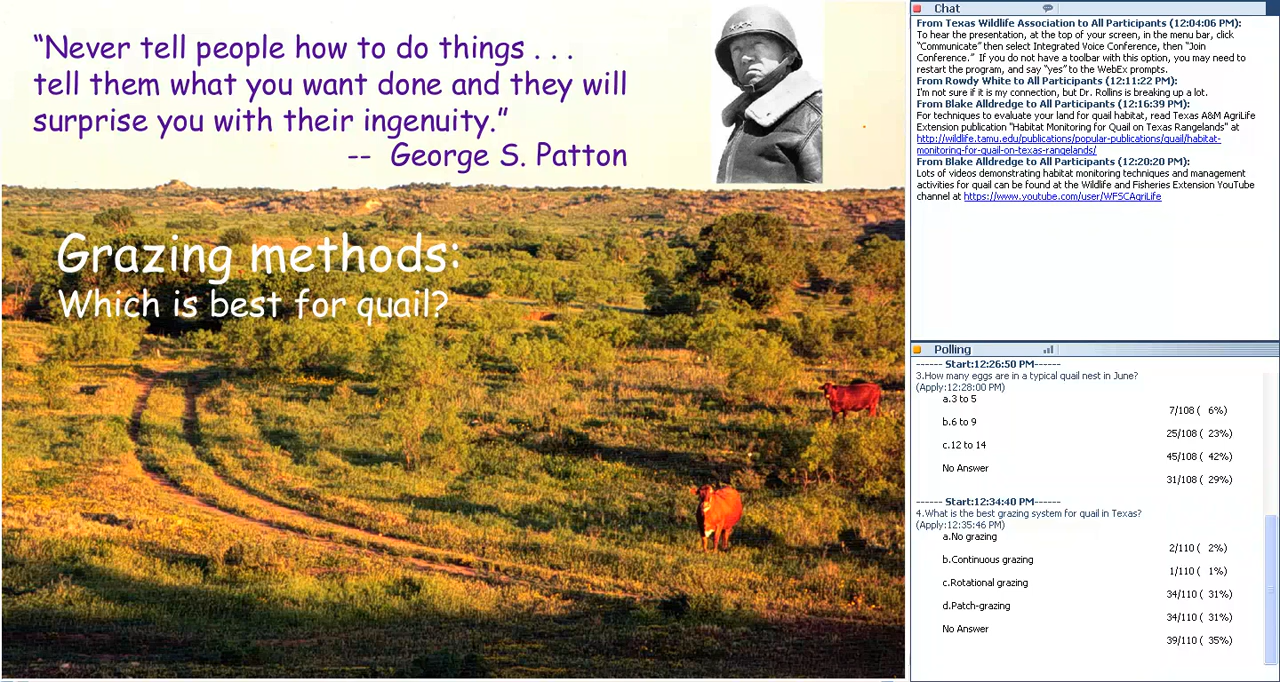 “Never tell people how to do things . . .
tell them what you want done and they will
surprise you with their ingenuity.”
-- George S. Patton
Grazing methods:
Which is best for quail?
Chat
From Texas Wildlife Association to All Participants (12:04:06 PM):
To hear the presentation, at the top of your screen, in the menu bar, click
“Communicate” then select Integrated Voice Conference, then “Join
Conference.” If you do not have a toolbar with this option, you may need to
restart the program, and say “yes” to the WebEx prompts.
From Rowdy White to All Participants (12:11:22 PM):
I'm not sure if it is my connection, but Dr. Rollins is breaking up a lot.
From Blake Alldredge to All Participants (12:16:39 PM):
For techniques to evaluate your land for quail habitat, read Texas A&M AgriLife
Extension publication "Habitat Monitoring for Quail on Texas Rangelands" at
http://wildlife.tamu.edu/publications/popular-publications/quail/habitat-
monitoring-for-quail-on-texas-rangelands/
From Blake Alldredge to All Participants (12:20:20 PM):
Lots of videos demonstrating habitat monitoring techniques and management
activities for quail can be found at the Wildlife and Fisheries Extension YouTube
channel at https://www.youtube.com/user/WFSCAgriLife
Polling
------ Start:12:26:50 PM------
3.How many eggs are in a typical quail nest in June?
(Apply:12:28:00 PM)
a.3 to 5
7/108 ( 6%)
b.6 to 9
25/108 ( 23%)
c.12 to 14
45/108 ( 42%)
No Answer
31/108 ( 29%)
------ Start:12:34:40 PM------
4.What is the best grazing system for quail in Texas?
(Apply:12:35:46 PM)
a.No grazing
2/110 ( 2%)
b.Continuous grazing
1/110 ( 1%)
c.Rotational grazing
34/110 ( 31%)
d.Patch-grazing
34/110 ( 31%)
No Answer
39/110 ( 35%)